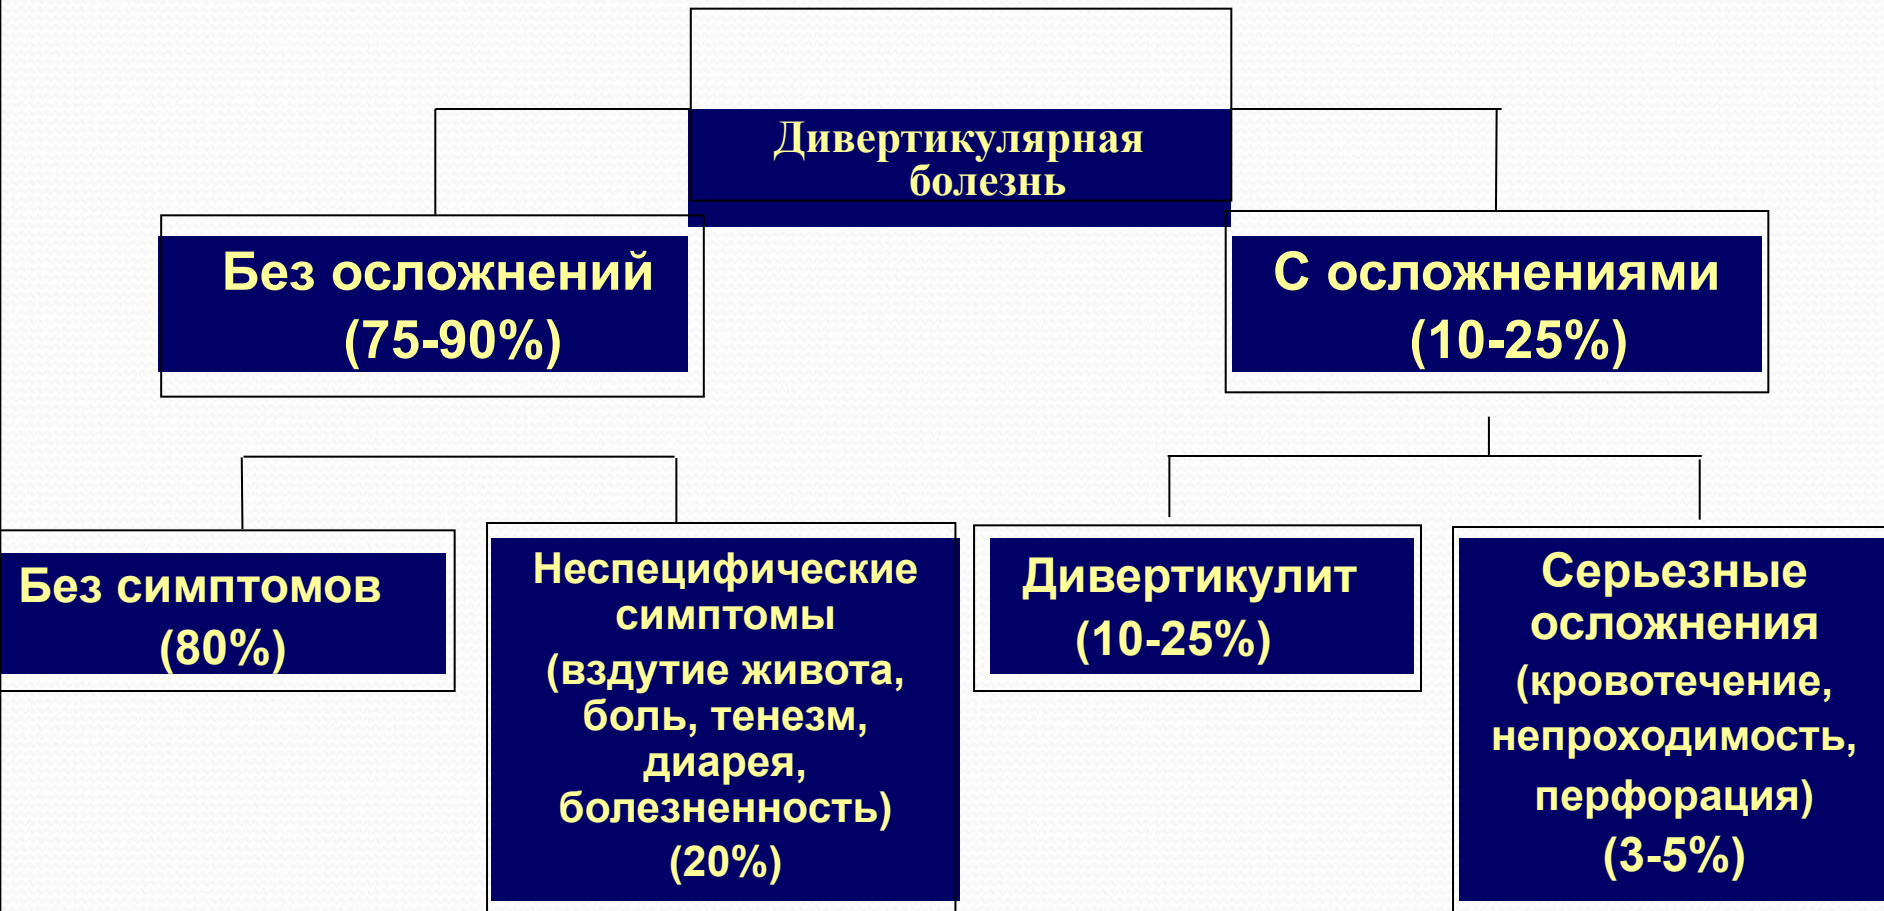 Дивертикулярная
болезнь
Без осложнений
(75-90%)
С осложнениями
(10-25%)
Без симптомов
(80%)
Неспецифические
симптомы
(вздутие живота,
боль, тенезм,
диарея,
болезненность)
(20%)
Дивертикулит
(10-25%)
Серьезные
осложнения
(кровотечение,
непроходимость,
перфорация)
(3-5%)